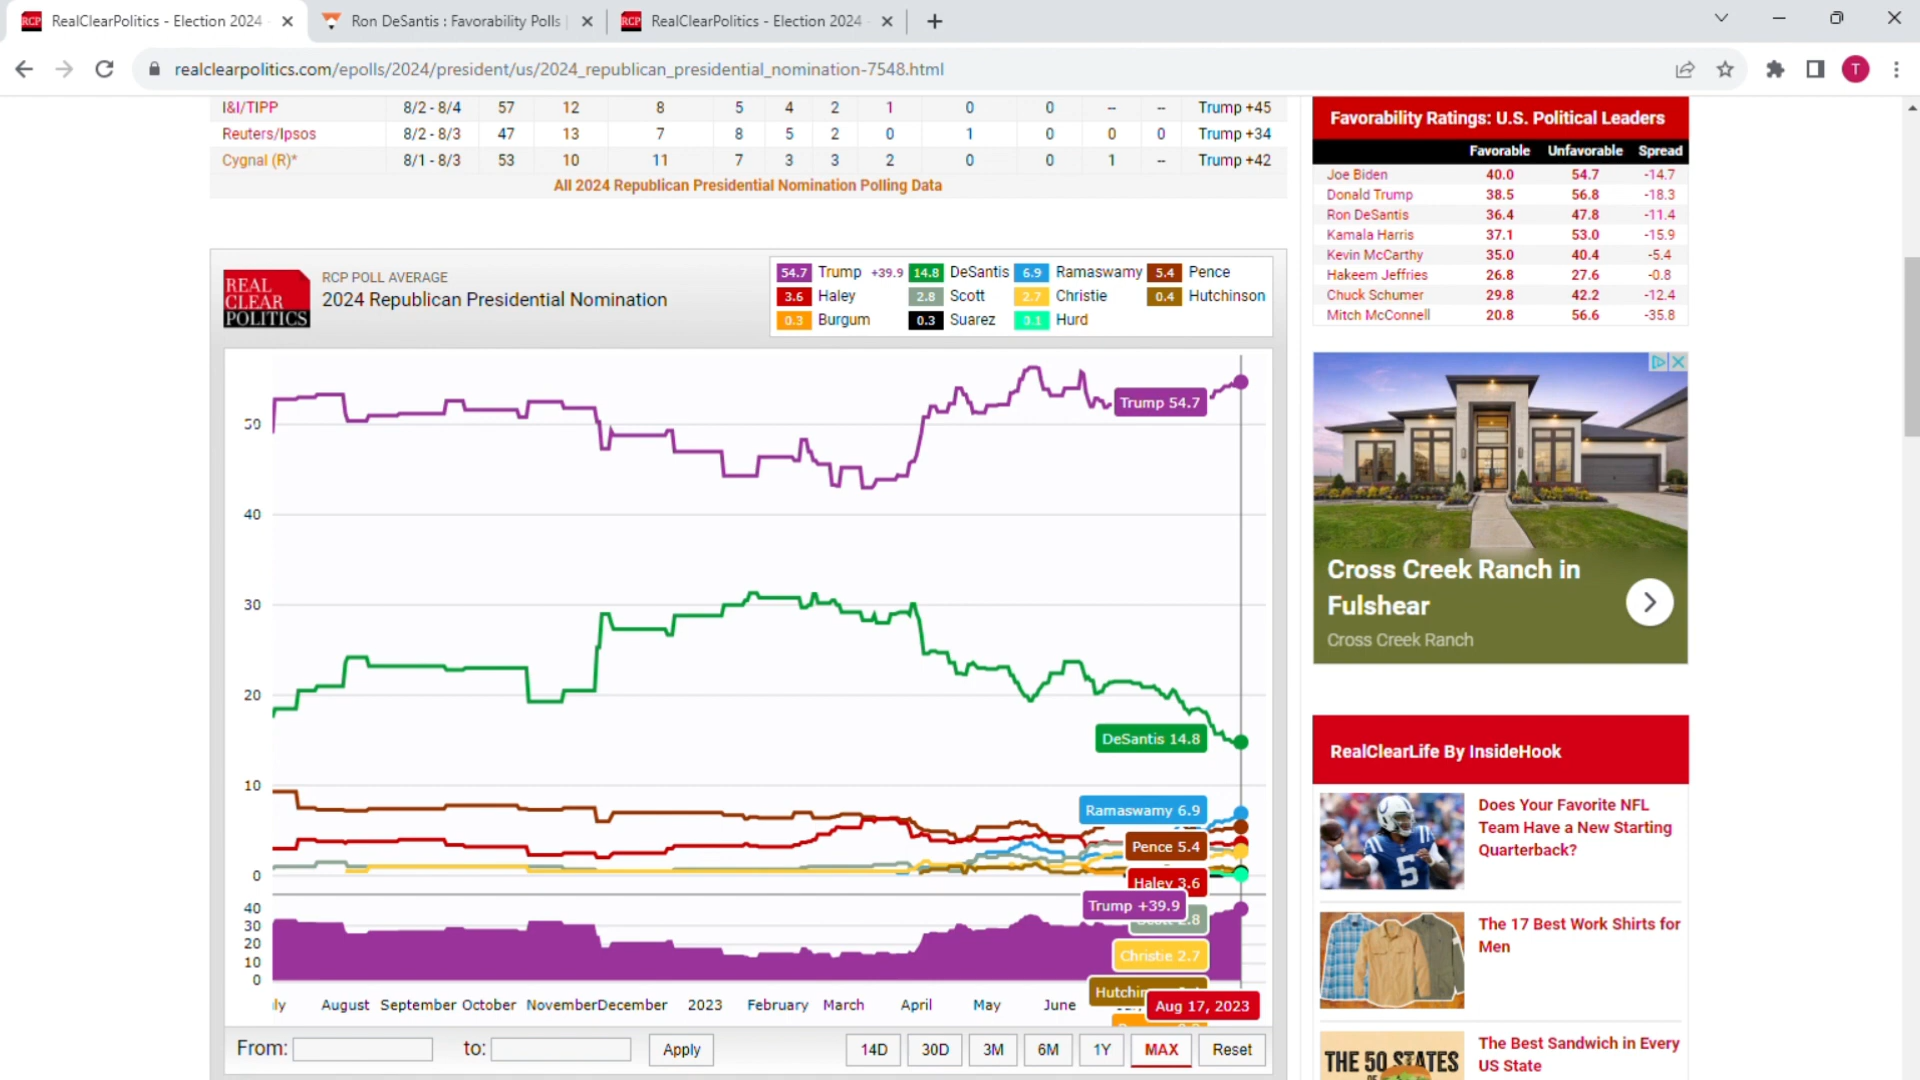 RealClearPolitics - Election 2024
Ron DeSantis : Favorability Polls
RealClearPolitics - Election 2024
realclearpolitics.com/epolls/2024/president/us/2024_republican_presidential_nomination-7548.html
T
I&I/TIPP 8/2 - 8/4 57 12 8 5 4 2 1 0 0 -- -- Trump +45
Reuters/Ipsos 8/2 - 8/3 47 13 7 8 5 2 0 1 0 0 0 Trump +34
Cygnal (R)* 8/1 - 8/3 53 10 11 7 3 3 2 0 0 1 -- Trump +42
All 2024 Republican Presidential Nomination Polling Data
REAL
CLEAR
POLITICS
RCP POLL AVERAGE
2024 Republican Presidential Nomination
54.7 Trump +39.9 14.8 DeSantis 6.9 Ramaswamy 5.4 Pence
3.6 Haley 2.8 Scott 2.7 Christie 0.4 Hutchinson
0.3 Burgum 0.3 Suarez 0.1 Hurd
50
40
30
20
10
0
Trump 54.7
DeSantis 14.8
Ramaswamy 6.9
Pence 5.4
Haley 3.6
Trump +39.9
Christie 2.7
40
30
20
10
0
August September October November December 2023 February March April May June
Aug 17, 2023
From: to: Apply 14D 30D 3M 6M 1Y MAX Reset
Favorability Ratings: U.S. Political Leaders
Favorable Unfavorable Spread
Joe Biden 40.0 54.7 -14.7
Donald Trump 38.5 56.8 -18.3
Ron DeSantis 36.4 47.8 -11.4
Kamala Harris 37.1 53.0 -15.9
Kevin McCarthy 35.0 40.4 -5.4
Hakeem Jeffries 26.8 27.6 -0.8
Chuck Schumer 29.8 42.2 -12.4
Mitch McConnell 20.8 56.6 -35.8
Cross Creek Ranch in
Fulshear
Cross Creek Ranch
RealClearLife By InsideHook
Does Your Favorite NFL
Team Have a New Starting
Quarterback?
5
The 17 Best Work Shirts for
Men
The Best Sandwich in Every
US State
THE 50 STATES